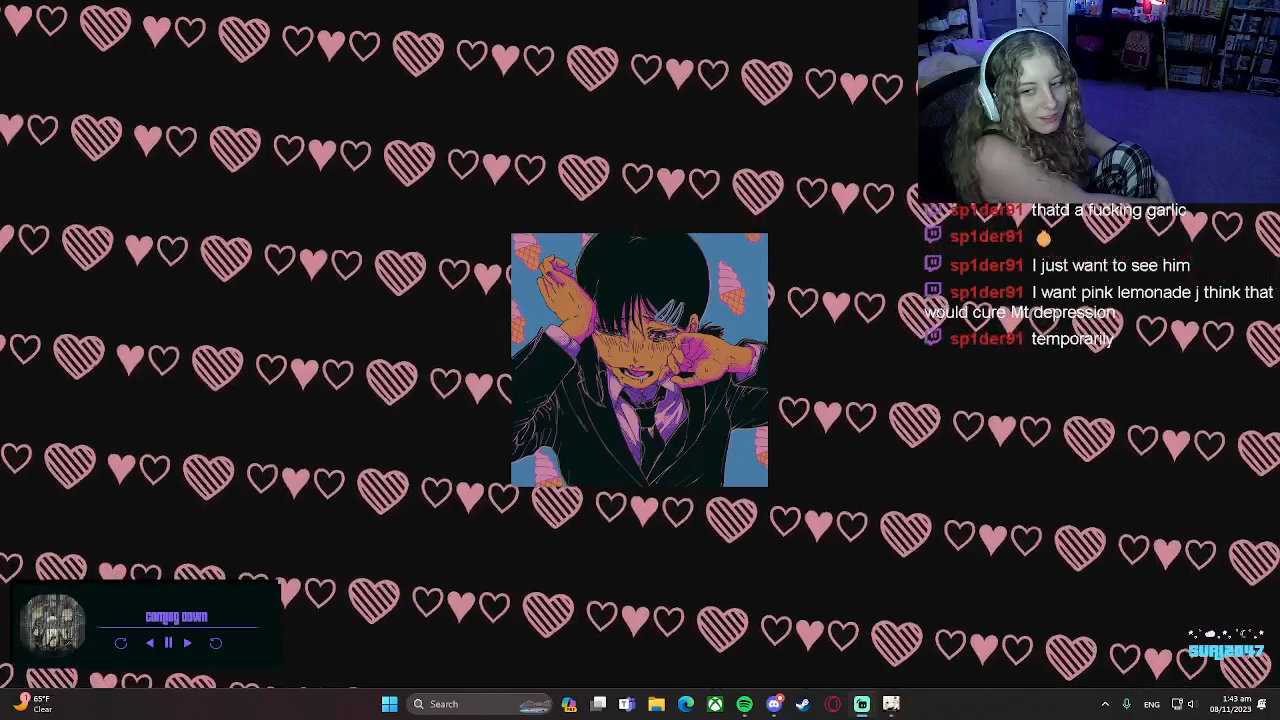 sp1der91 thatd a fucking garlic
sp1der91
sp1der91 I just want to see him
sp1der91 I want pink lemonade j think that
would cure Mt depression
sp1der91 temporarily
COMING DOWN
SURJ2047
65°F
Clear
Search
ENG
1:43 am
08/11/2023